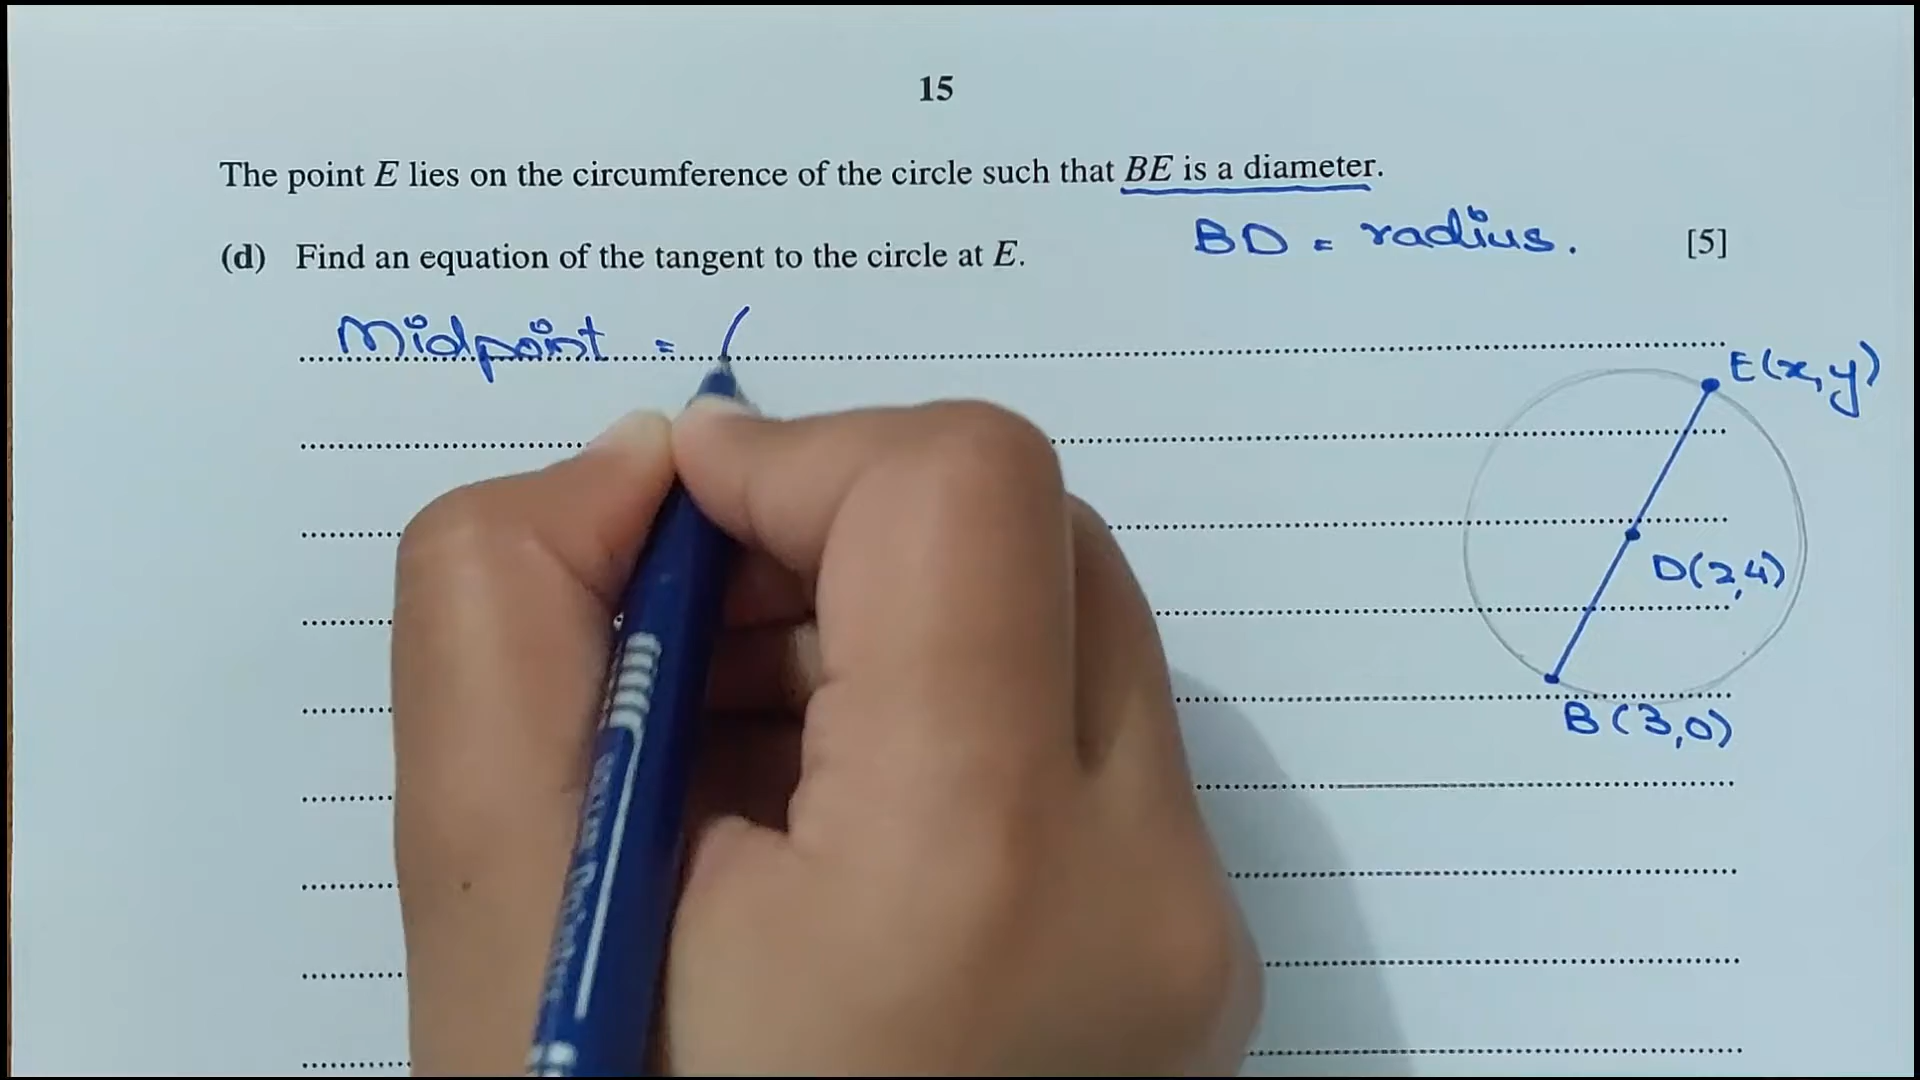 15
The point E lies on the circumference of the circle such that BE is a diameter.
BD = radius.
(d) Find an equation of the tangent to the circle at E. [5]
Midpoint = (
E(x,y)
D(2,4)
B(3,0)